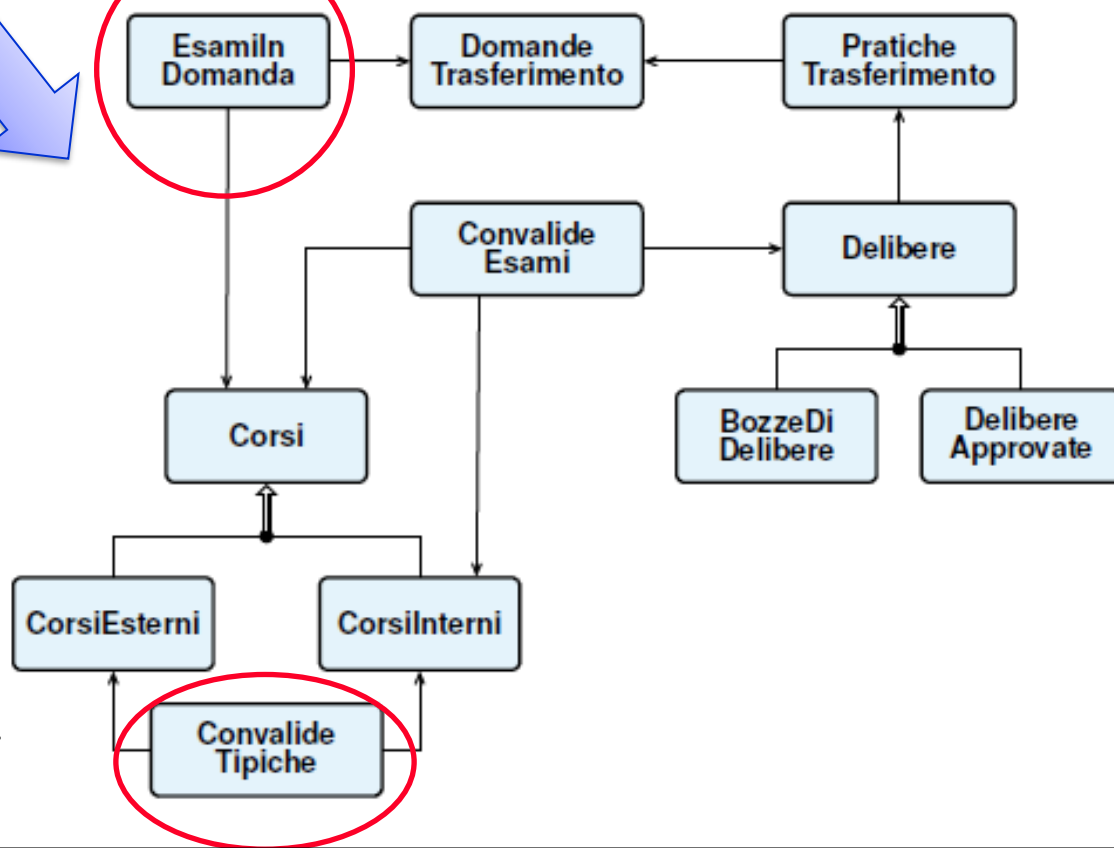 EsamiIn
Domanda
Domande
Trasferimento
Pratiche
Trasferimento
Convalide
Esami
Delibere
Corsi
BozzeDi
Delibere
Delibere
Approvate
CorsiEsterni
CorsiInterni
Convalide
Tipiche